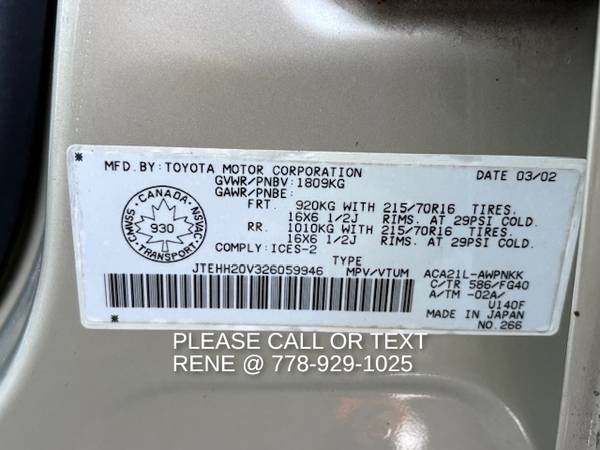 MFD. BY: TOYOTA MOTOR CORPORATION DATE 03/02
GVWR/PNBV: 1809KG
GAWR/PNBE:
FRT. 920KG WITH 215/70R16 TIRES.
16X6 1/2J RIMS. AT 29PSI COLD.
RR. 1010KG WITH 215/70R16 TIRES.
16X6 1/2J RIMS. AT 29PSI COLD.
COMPLY: ICES-2
CANADA
CMVSS NSVAC
930
TRANSPORT
TYPE
JTEHH20V326059946 MPV/VTUM ACA21L-AWPNKK
C/TR 586/FG40
A/TM -02A/
U140F
MADE IN JAPAN
NO. 266
PLEASE CALL OR TEXT
RENE @ 778-929-1025